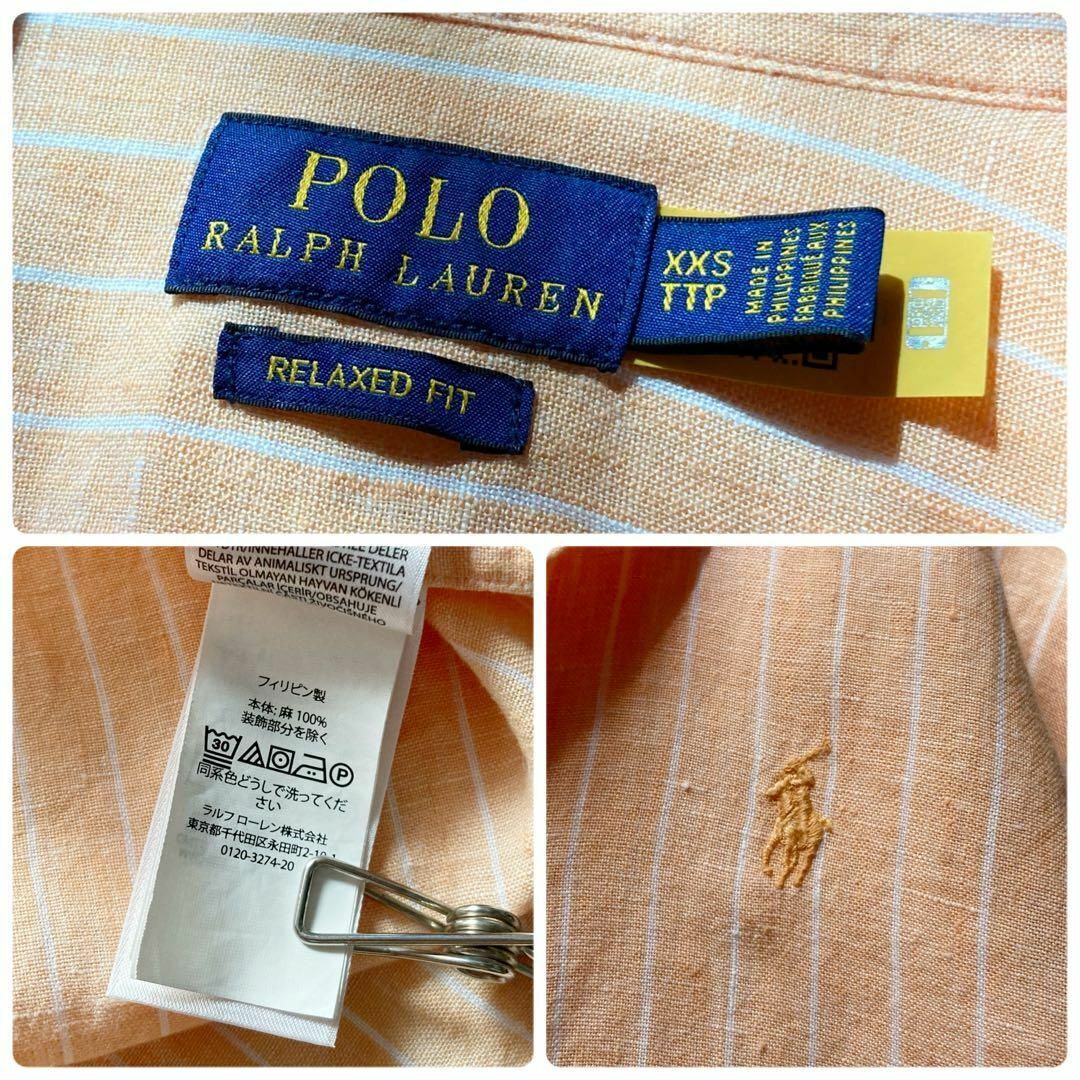 POLO
RALPH LAUREN
XXS
TTP
MADE IN
PHILIPPINES
FABRIQUÉ AUX
PHILIPPINES
RELAXED FIT
DELAR AV ANIMALISKT URSPRUNG/
TEKSTİL OLMAYAN HAYVAN KÖKENLİ
PARÇALAR İÇERİR/OBSAHUJE
フィリピン製
本体: 麻 100%
装飾部分を除く
30
P
同系色どうしで洗ってくだ
さい
ラルフ ローレン株式会社
東京都千代田区永田町2-10-1
0120-3274-20